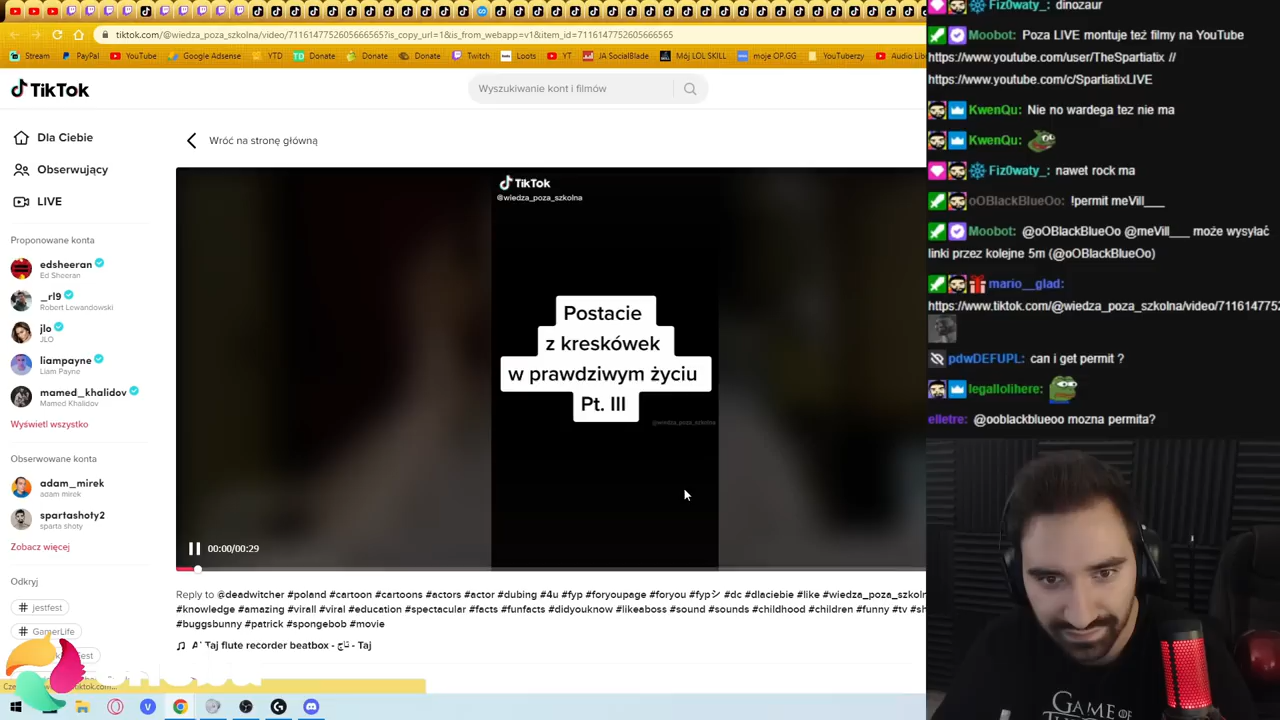 tiktok.com/@wiedza_poza_szkolna/video/7116147752605666565?is_copy_url=1&is_from_webapp=v1&item_id=7116147752605666565
Stream
PayPal
YouTube
Google Adsense
YTD
Donate
Donate
Donate
Twitch
Loots
YT
JA SocialBlade
Mój LOL SKILL
moje OP.GG
YouTuberzy
Audio Lib
TikTok
Wyszukiwanie kont i filmów
Dla Ciebie
Obserwujący
LIVE
Proponowane konta
edsheeran
Ed Sheeran
_rl9
Robert Lewandowski
jlo
JLO
liampayne
Liam Payne
mamed_khalidov
Mamed Khalidov
Wyświetl wszystko
Obserwowane konta
adam_mirek
adam mirek
spartashoty2
sparta shoty
Zobacz więcej
Odkryj
# jestfest
# GamerLife
Wróć na stronę główną
TikTok
@wiedza_poza_szkolna
Postacie
z kreskówek
w prawdziwym życiu
Pt. III
@wiedza_poza_szkolna
00:00/00:29
Reply to @deadwitcher #poland #cartoon #cartoons #actors #actor #dubing #4u #fyp #foryoupage #foryou #fypシ #dc #dlaciebie #like #wiedza_poza_szkoln
#knowledge #amazing #virall #viral #education #spectacular #facts #funfacts #didyouknow #likeaboss #sound #sounds #childhood #children #funny #tv #sh
#buggsbunny #patrick #spongebob #movie
Taj flute recorder beatbox - تاج - Taj
Fiz0waty_: dinozaur
Moobot: Poza LIVE montuje też filmy na YouTube
https://www.youtube.com/user/TheSpartiatix //
https://www.youtube.com/c/SpartiatixLIVE
KwenQu: Nie no wardega tez nie ma
KwenQu:
Fiz0waty_: nawet rock ma
oOBlackBlueOo: !permit meVill___
Moobot: @oOBlackBlueOo @meVill___ może wysyłać
linki przez kolejne 5m (@oOBlackBlueOo)
mario__glad:
https://www.tiktok.com/@wiedza_poza_szkolna/video/711614775
pdwDEFUPL: can i get permit ?
legallolihere:
elletre: @ooblackblueoo mozna permita?
GAME OF